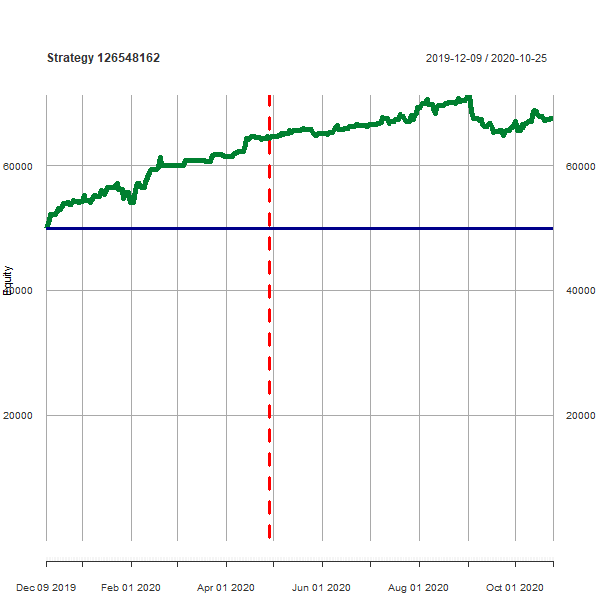 Strategy 126548162
2019-12-09 / 2020-10-25
60000
60000
Equity
40000
40000
20000
20000
Dec 09 2019
Feb 01 2020
Apr 01 2020
Jun 01 2020
Aug 01 2020
Oct 01 2020